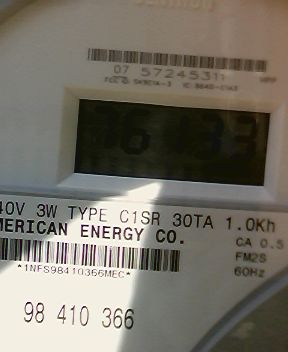 07 57245311
40V 3W TYPE C1SR 30TA 1.0Kh
MERICAN ENERGY CO.
CA 0.5
FM2S
60Hz
*1NFS98410366MEC*
98 410 366